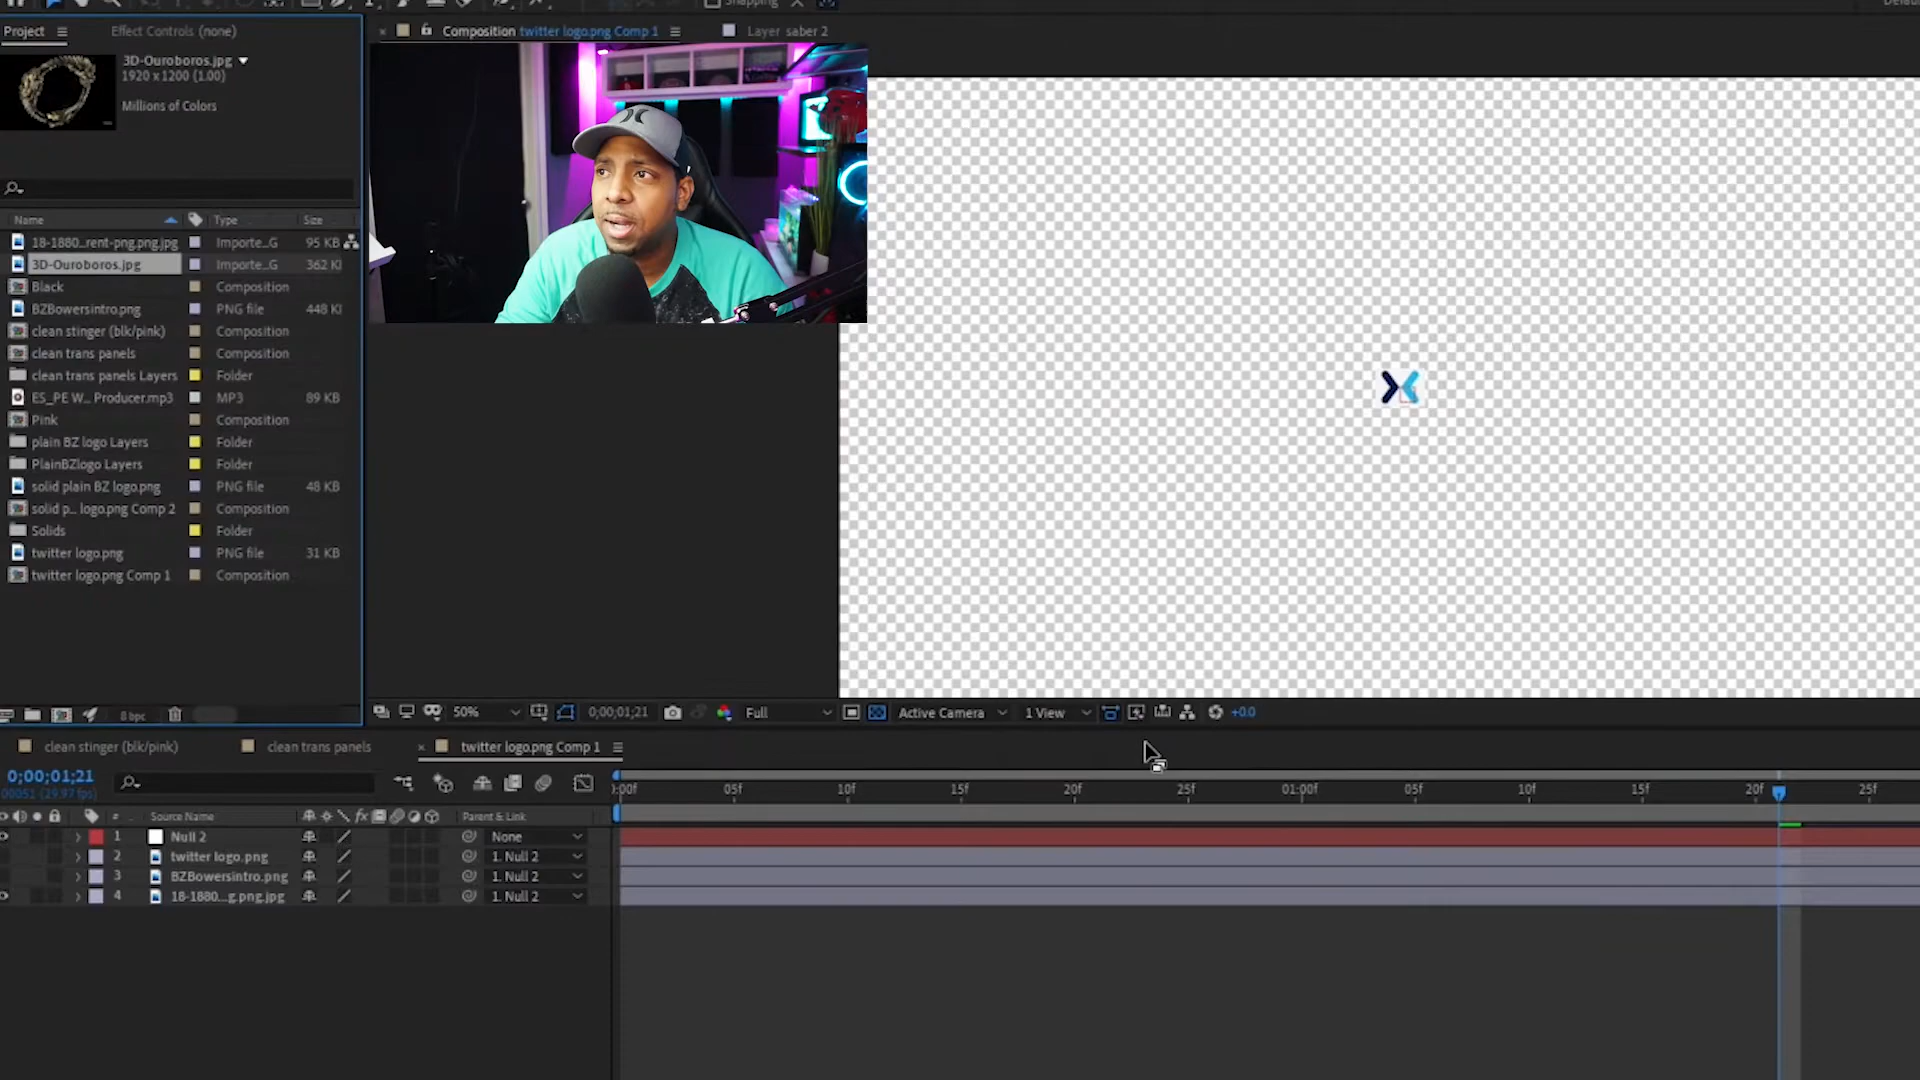 Snapping
Project
Effect Controls (none)
Composition twitter logo.png Comp 1
Layer saber 2
3D-Ouroboros.jpg
1920 x 1200 (1.00)
Millions of Colors
Name Type Size
18-1880...rent-png.png.jpg Importe...G 95 KB
3D-Ouroboros.jpg Importe...G 362 KI
Black Composition
BZBowersintro.png PNG file 448 KI
clean stinger (blk/pink) Composition
clean trans panels Composition
clean trans panels Layers Folder
ES_PE W... Producer.mp3 MP3 89 KB
Pink Composition
plain BZ logo Layers Folder
PlainBZlogo Layers Folder
solid plain BZ logo.png PNG file 48 KB
solid p... logo.png Comp 2 Composition
Solids Folder
twitter logo.png PNG file 31 KB
twitter logo.png Comp 1 Composition
8 bpc
50% 0;00;01;21 Full Active Camera 1 View +0.0
clean stinger (blk/pink) clean trans panels twitter logo.png Comp 1
0;00;01;21
00051 (29.97 fps)
:00f 05f 10f 15f 20f 25f 01:00f 05f 10f 15f 20f 25f
# Source Name fx Parent & Link
1 Null 2 None
2 twitter logo.png 1. Null 2
3 BZBowersintro.png 1. Null 2
4 18-1880...g.png.jpg 1. Null 2